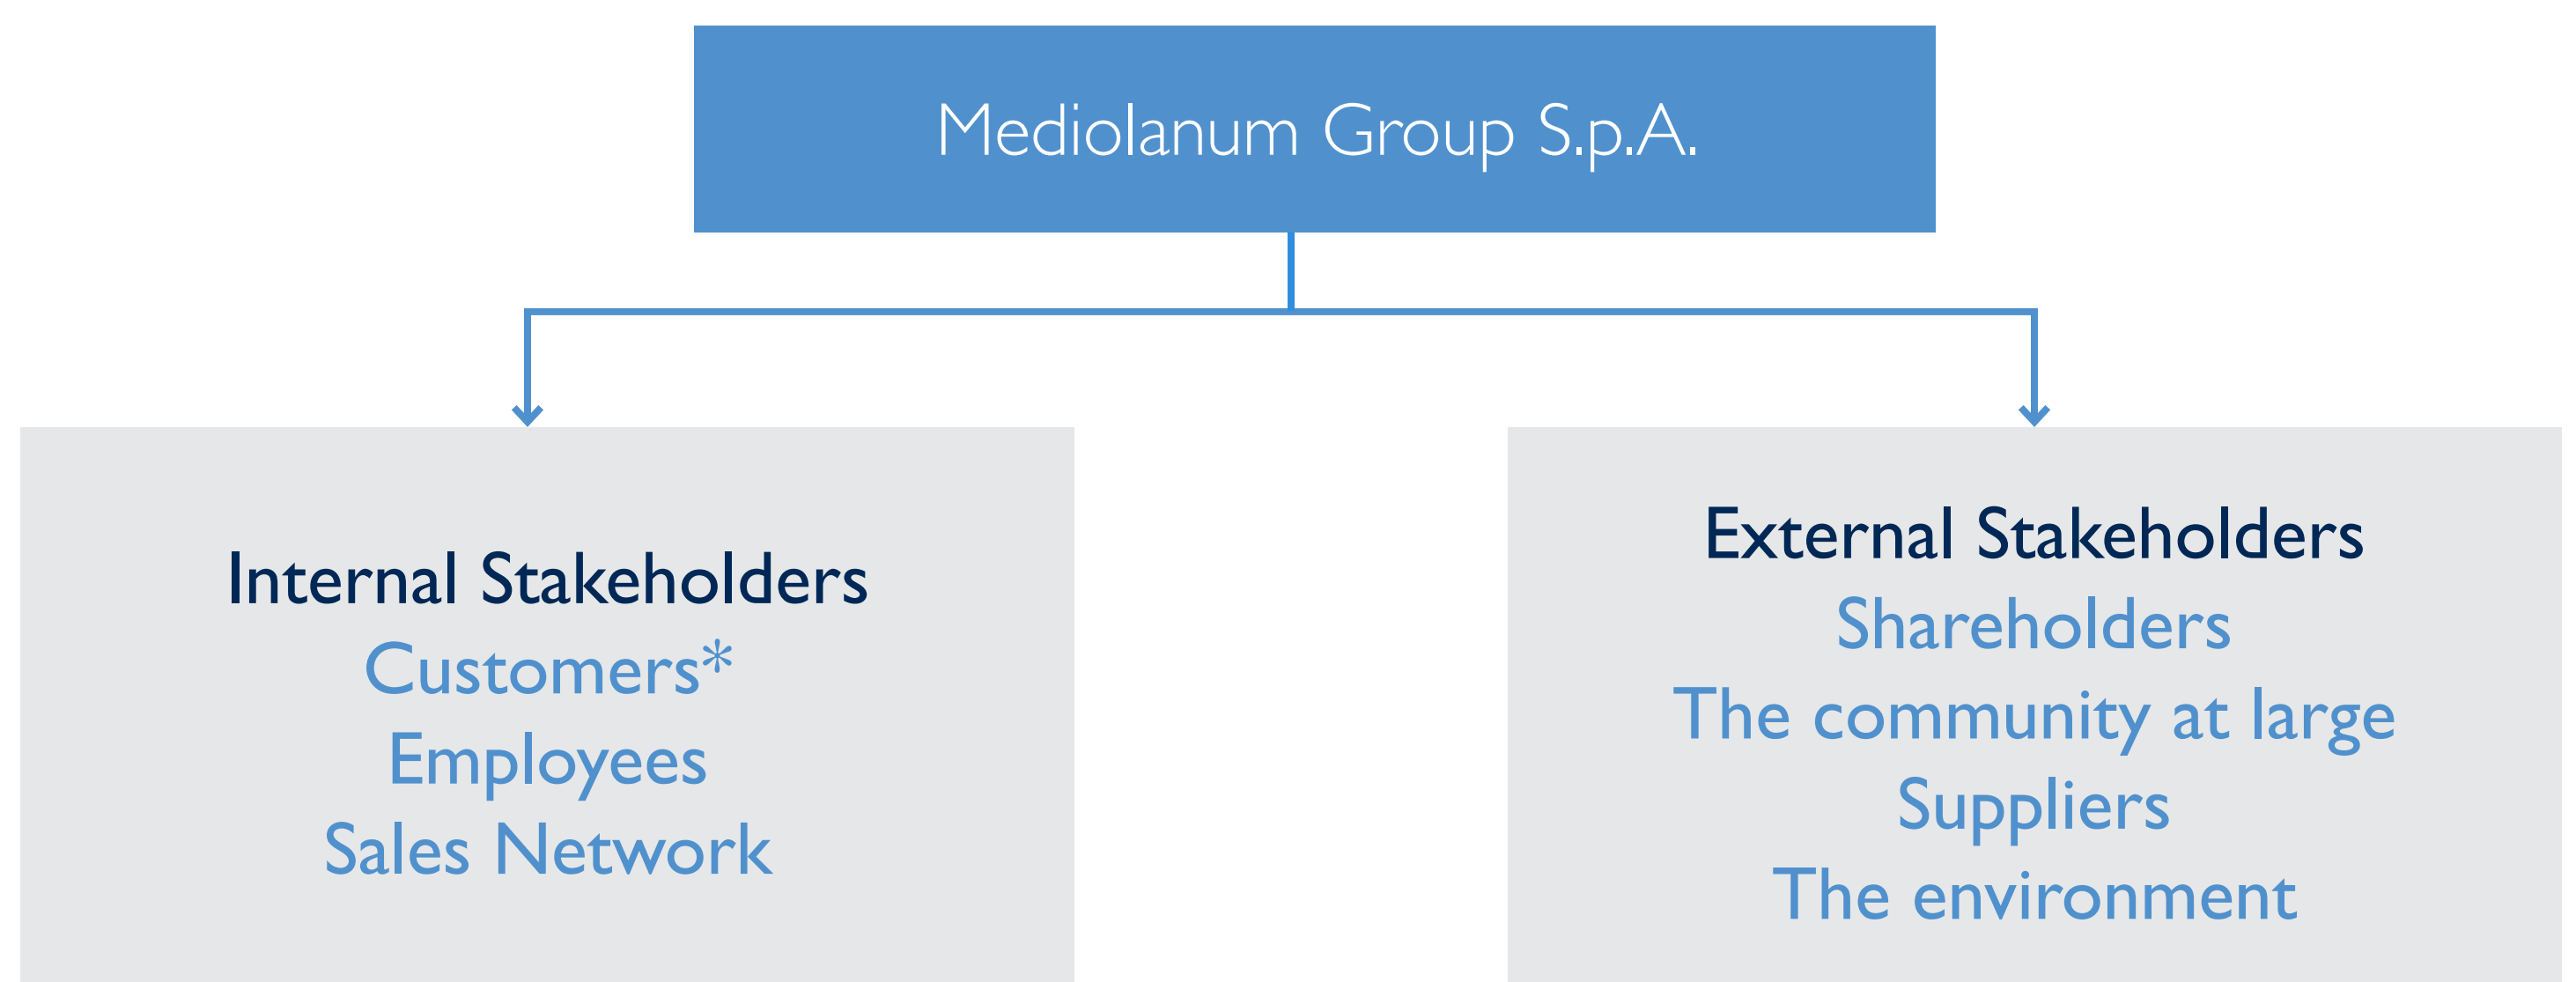 Mediolanum Group S.p.A.
Internal Stakeholders
Customers*
Employees
Sales Network
External Stakeholders
Shareholders
The community at large
Suppliers
The environment